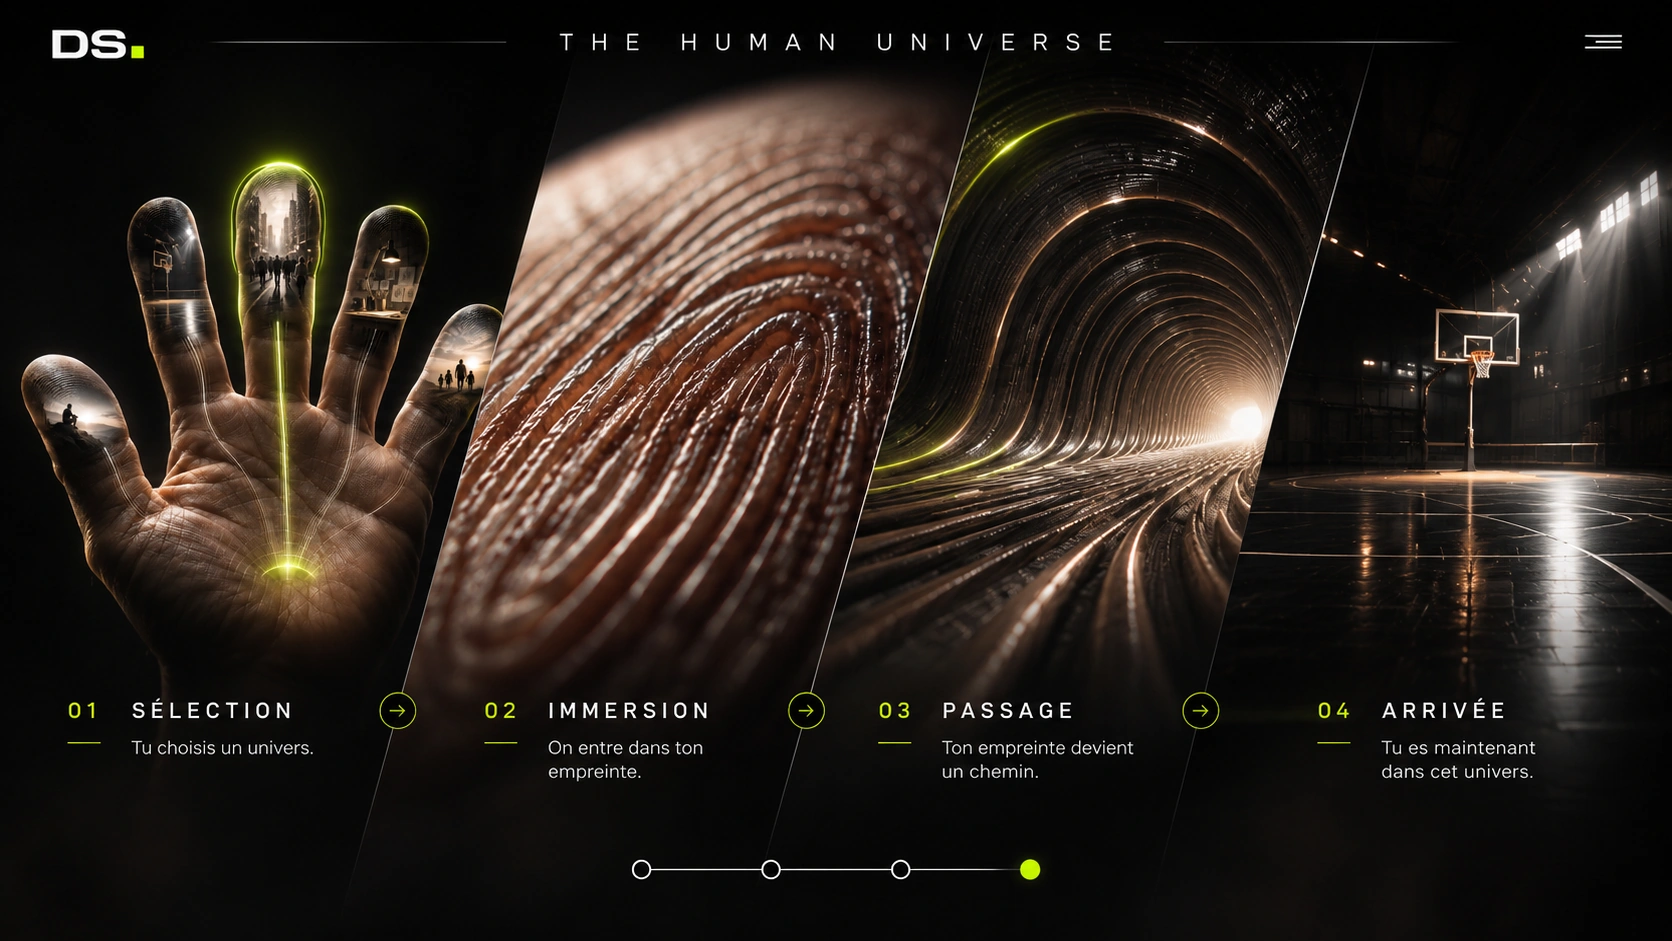 DS.
THE HUMAN UNIVERSE
01 SÉLECTION
Tu choisis un univers.
02 IMMERSION
On entre dans ton
empreinte.
03 PASSAGE
Ton empreinte devient
un chemin.
04 ARRIVÉE
Tu es maintenant
dans cet univers.